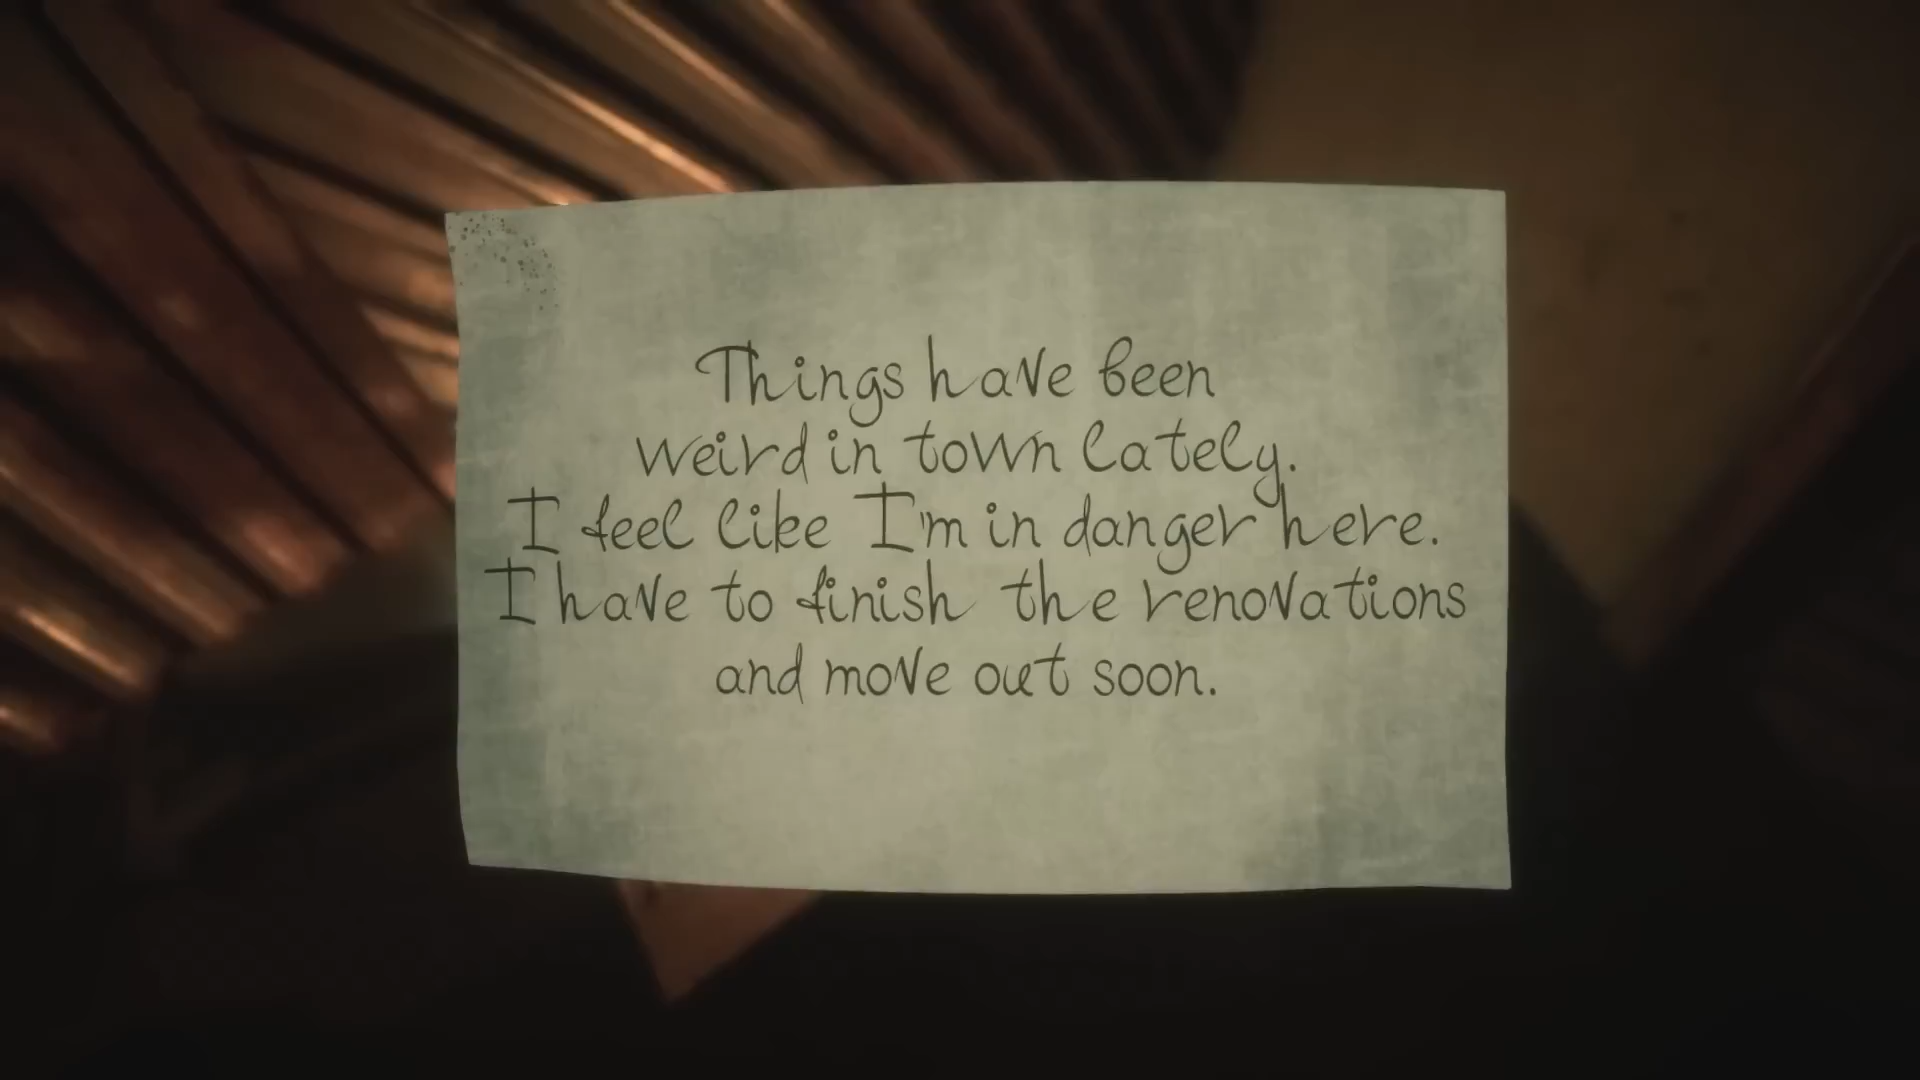 Things have been
weird in town lately.
I feel like I'm in danger here.
I have to finish the renovations
and move out soon.